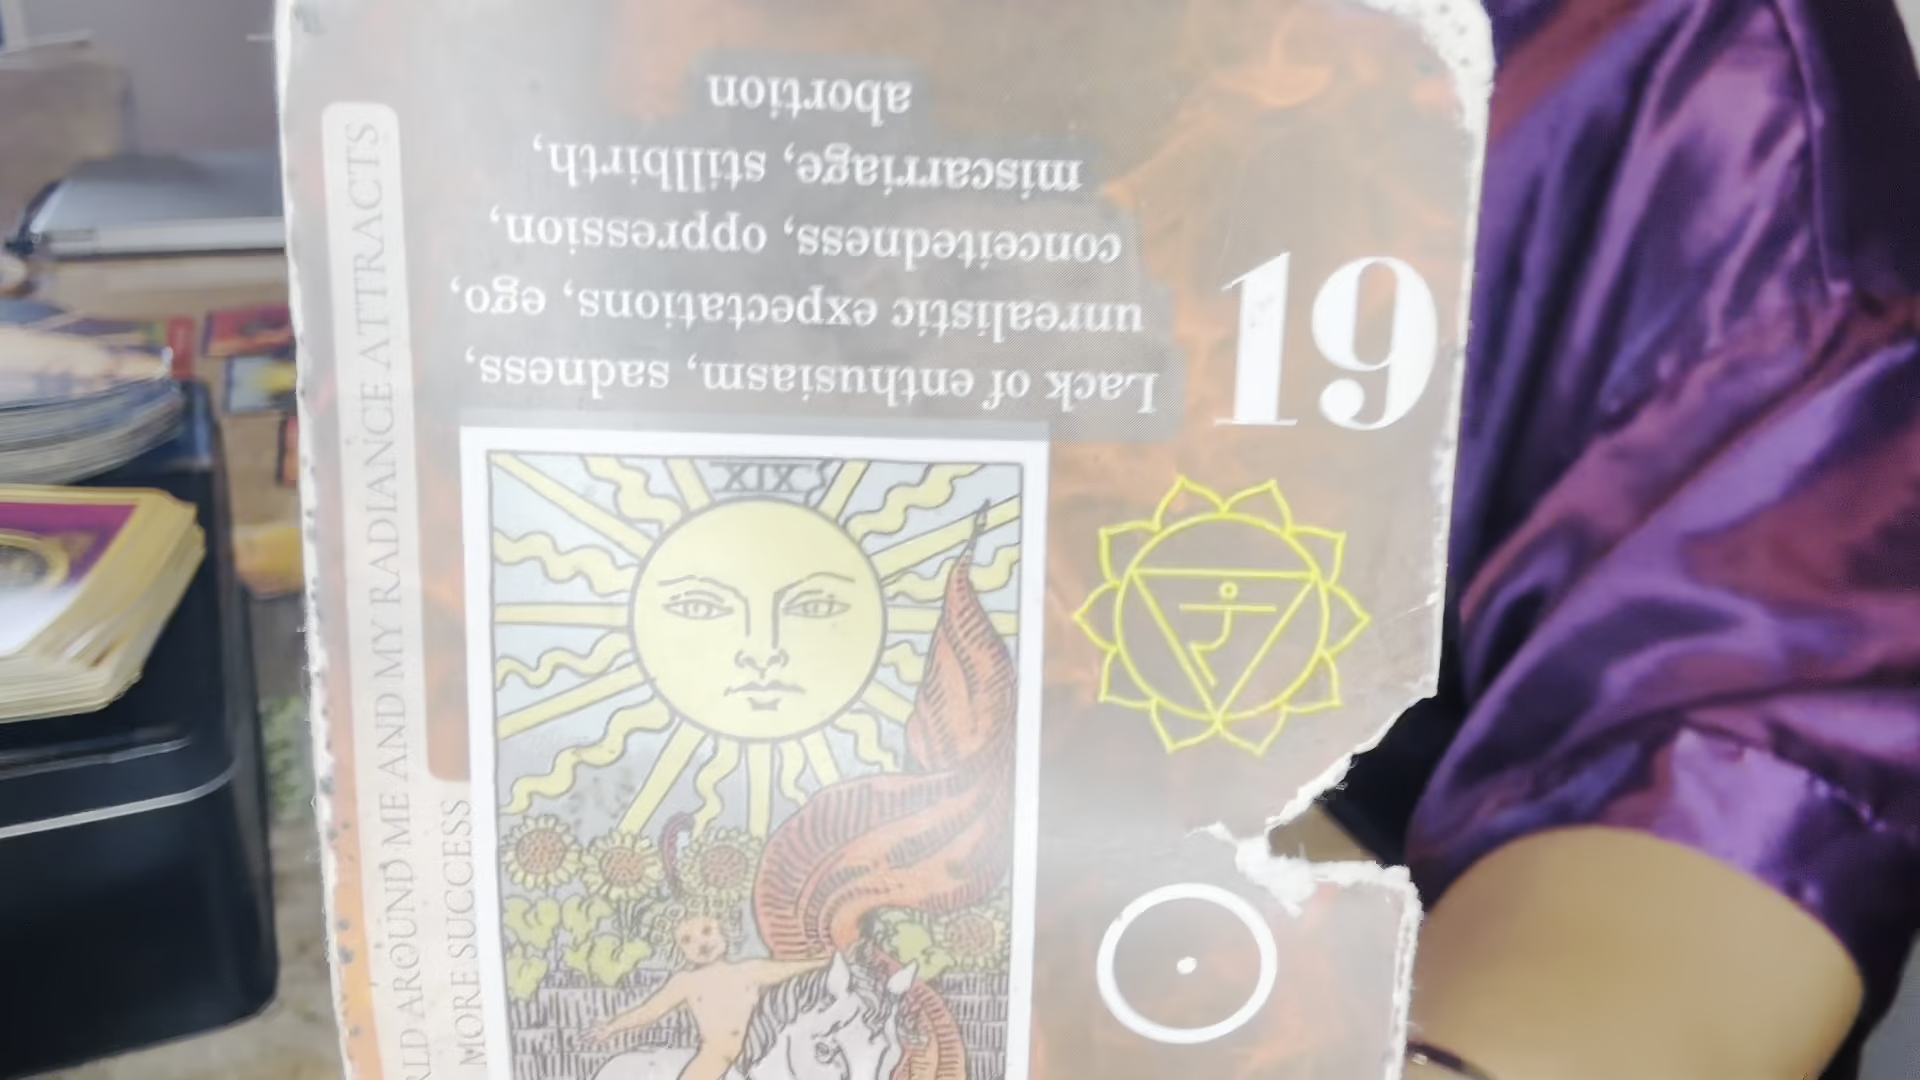 Lack of enthusiasm, sadness,
unrealistic expectations, ego,
conceitedness, oppression,
miscarriage, stillbirth,
abortion
19
XIX
AROUND ME AND MY RADIANCE ATTRACTS
MORE SUCCESS